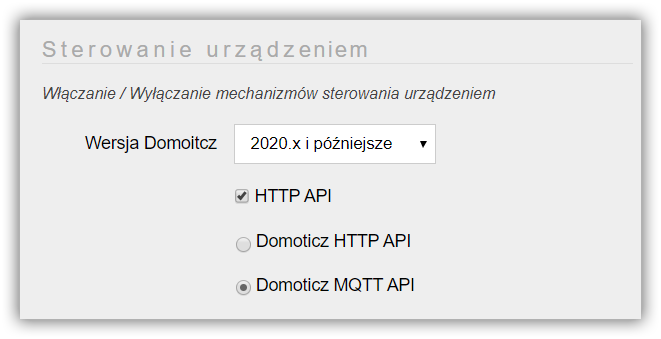 Sterowanie urządzeniem
Włączanie / Wyłączanie mechanizmów sterowania urządzeniem
Wersja Domoitcz 2020.x i późniejsze
HTTP API
Domoticz HTTP API
Domoticz MQTT API